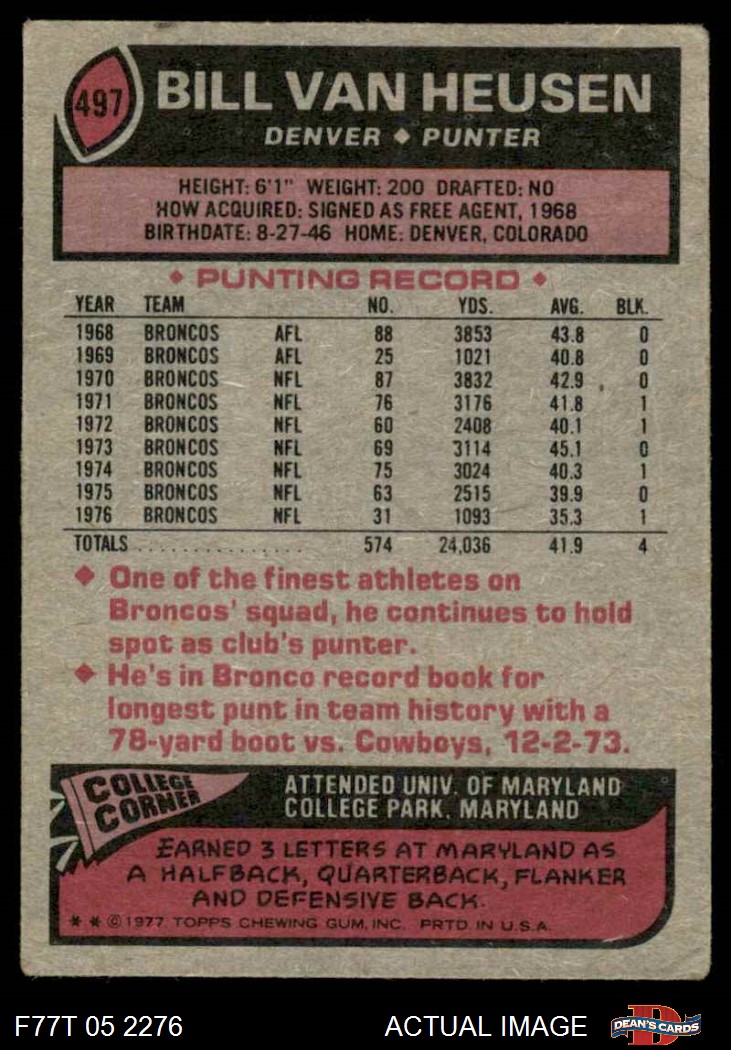 497
BILL VAN HEUSEN
DENVER ◆ PUNTER
HEIGHT: 6'1" WEIGHT: 200 DRAFTED: NO
HOW ACQUIRED: SIGNED AS FREE AGENT, 1968
BIRTHDATE: 8-27-46 HOME: DENVER, COLORADO
◆ PUNTING RECORD ◆
YEAR TEAM NO. YDS. AVG. BLK.
1968 BRONCOS AFL 88 3853 43.8 0
1969 BRONCOS AFL 25 1021 40.8 0
1970 BRONCOS NFL 87 3832 42.9 0
1971 BRONCOS NFL 76 3176 41.8 1
1972 BRONCOS NFL 60 2408 40.1 1
1973 BRONCOS NFL 69 3114 45.1 0
1974 BRONCOS NFL 75 3024 40.3 1
1975 BRONCOS NFL 63 2515 39.9 0
1976 BRONCOS NFL 31 1093 35.3 1
TOTALS ................ 574 24,036 41.9 4
◆ One of the finest athletes on
Broncos' squad, he continues to hold
spot as club's punter.
◆ He's in Bronco record book for
longest punt in team history with a
78-yard boot vs. Cowboys, 12-2-73.
COLLEGE
CORNER
ATTENDED UNIV. OF MARYLAND
COLLEGE PARK, MARYLAND
EARNED 3 LETTERS AT MARYLAND AS
A HALFBACK, QUARTERBACK, FLANKER
AND DEFENSIVE BACK.
* * © 1977 TOPPS CHEWING GUM, INC. PRTD. IN U.S.A.
F77T 05 2276 ACTUAL IMAGE
D
DEAN'S CARDS